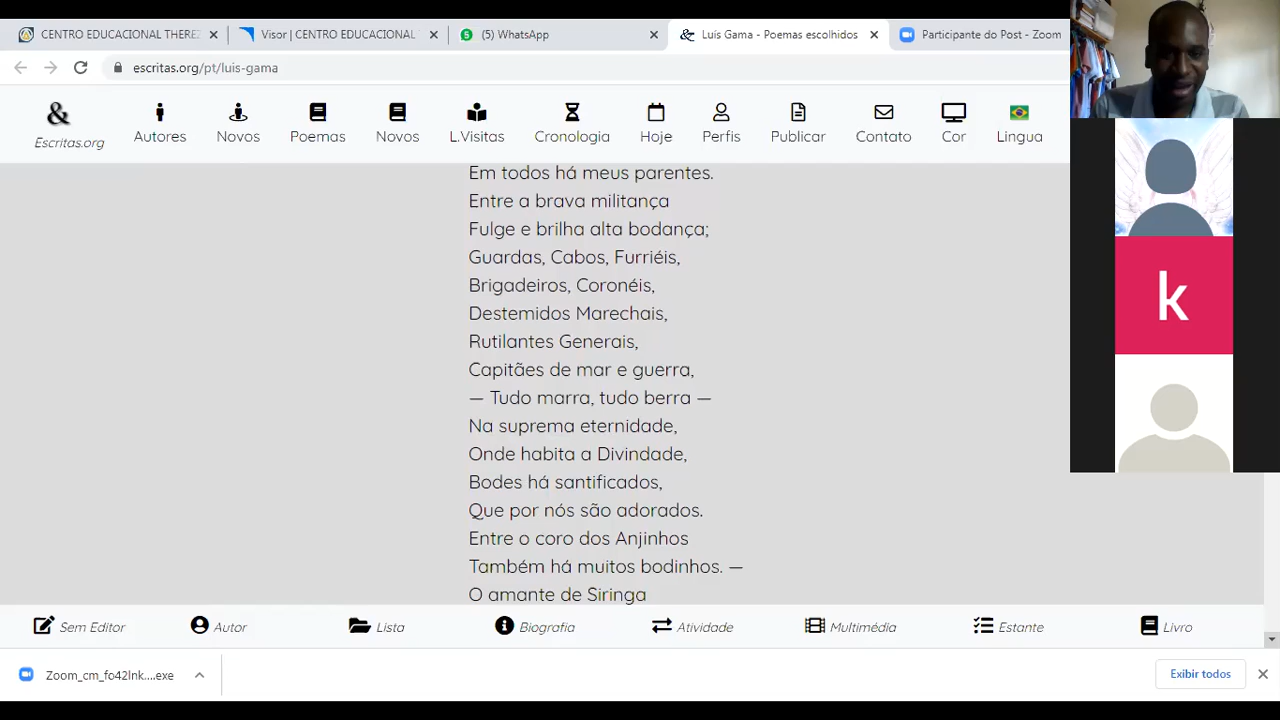 CENTRO EDUCACIONAL THEREZ
Visor | CENTRO EDUCACIONAL
(5) WhatsApp
Luis Gama - Poemas escolhidos
Participante do Post - Zoom
escritas.org/pt/luis-gama
&
Escritas.org
Autores
Novos
Poemas
Novos
L.Visitas
Cronologia
Hoje
Perfis
Publicar
Contato
Cor
Lingua
Em todos há meus parentes.
Entre a brava militança
Fulge e brilha alta bodança;
Guardas, Cabos, Furriéis,
Brigadeiros, Coronéis,
Destemidos Marechais,
Rutilantes Generais,
Capitães de mar e guerra,
— Tudo marra, tudo berra —
Na suprema eternidade,
Onde habita a Divindade,
Bodes há santificados,
Que por nós são adorados.
Entre o coro dos Anjinhos
Também há muitos bodinhos. —
O amante de Siringa
k
Sem Editor
Autor
Lista
Biografia
Atividade
Multimédia
Estante
Livro
Zoom_cm_fo42lnk....exe
Exibir todos